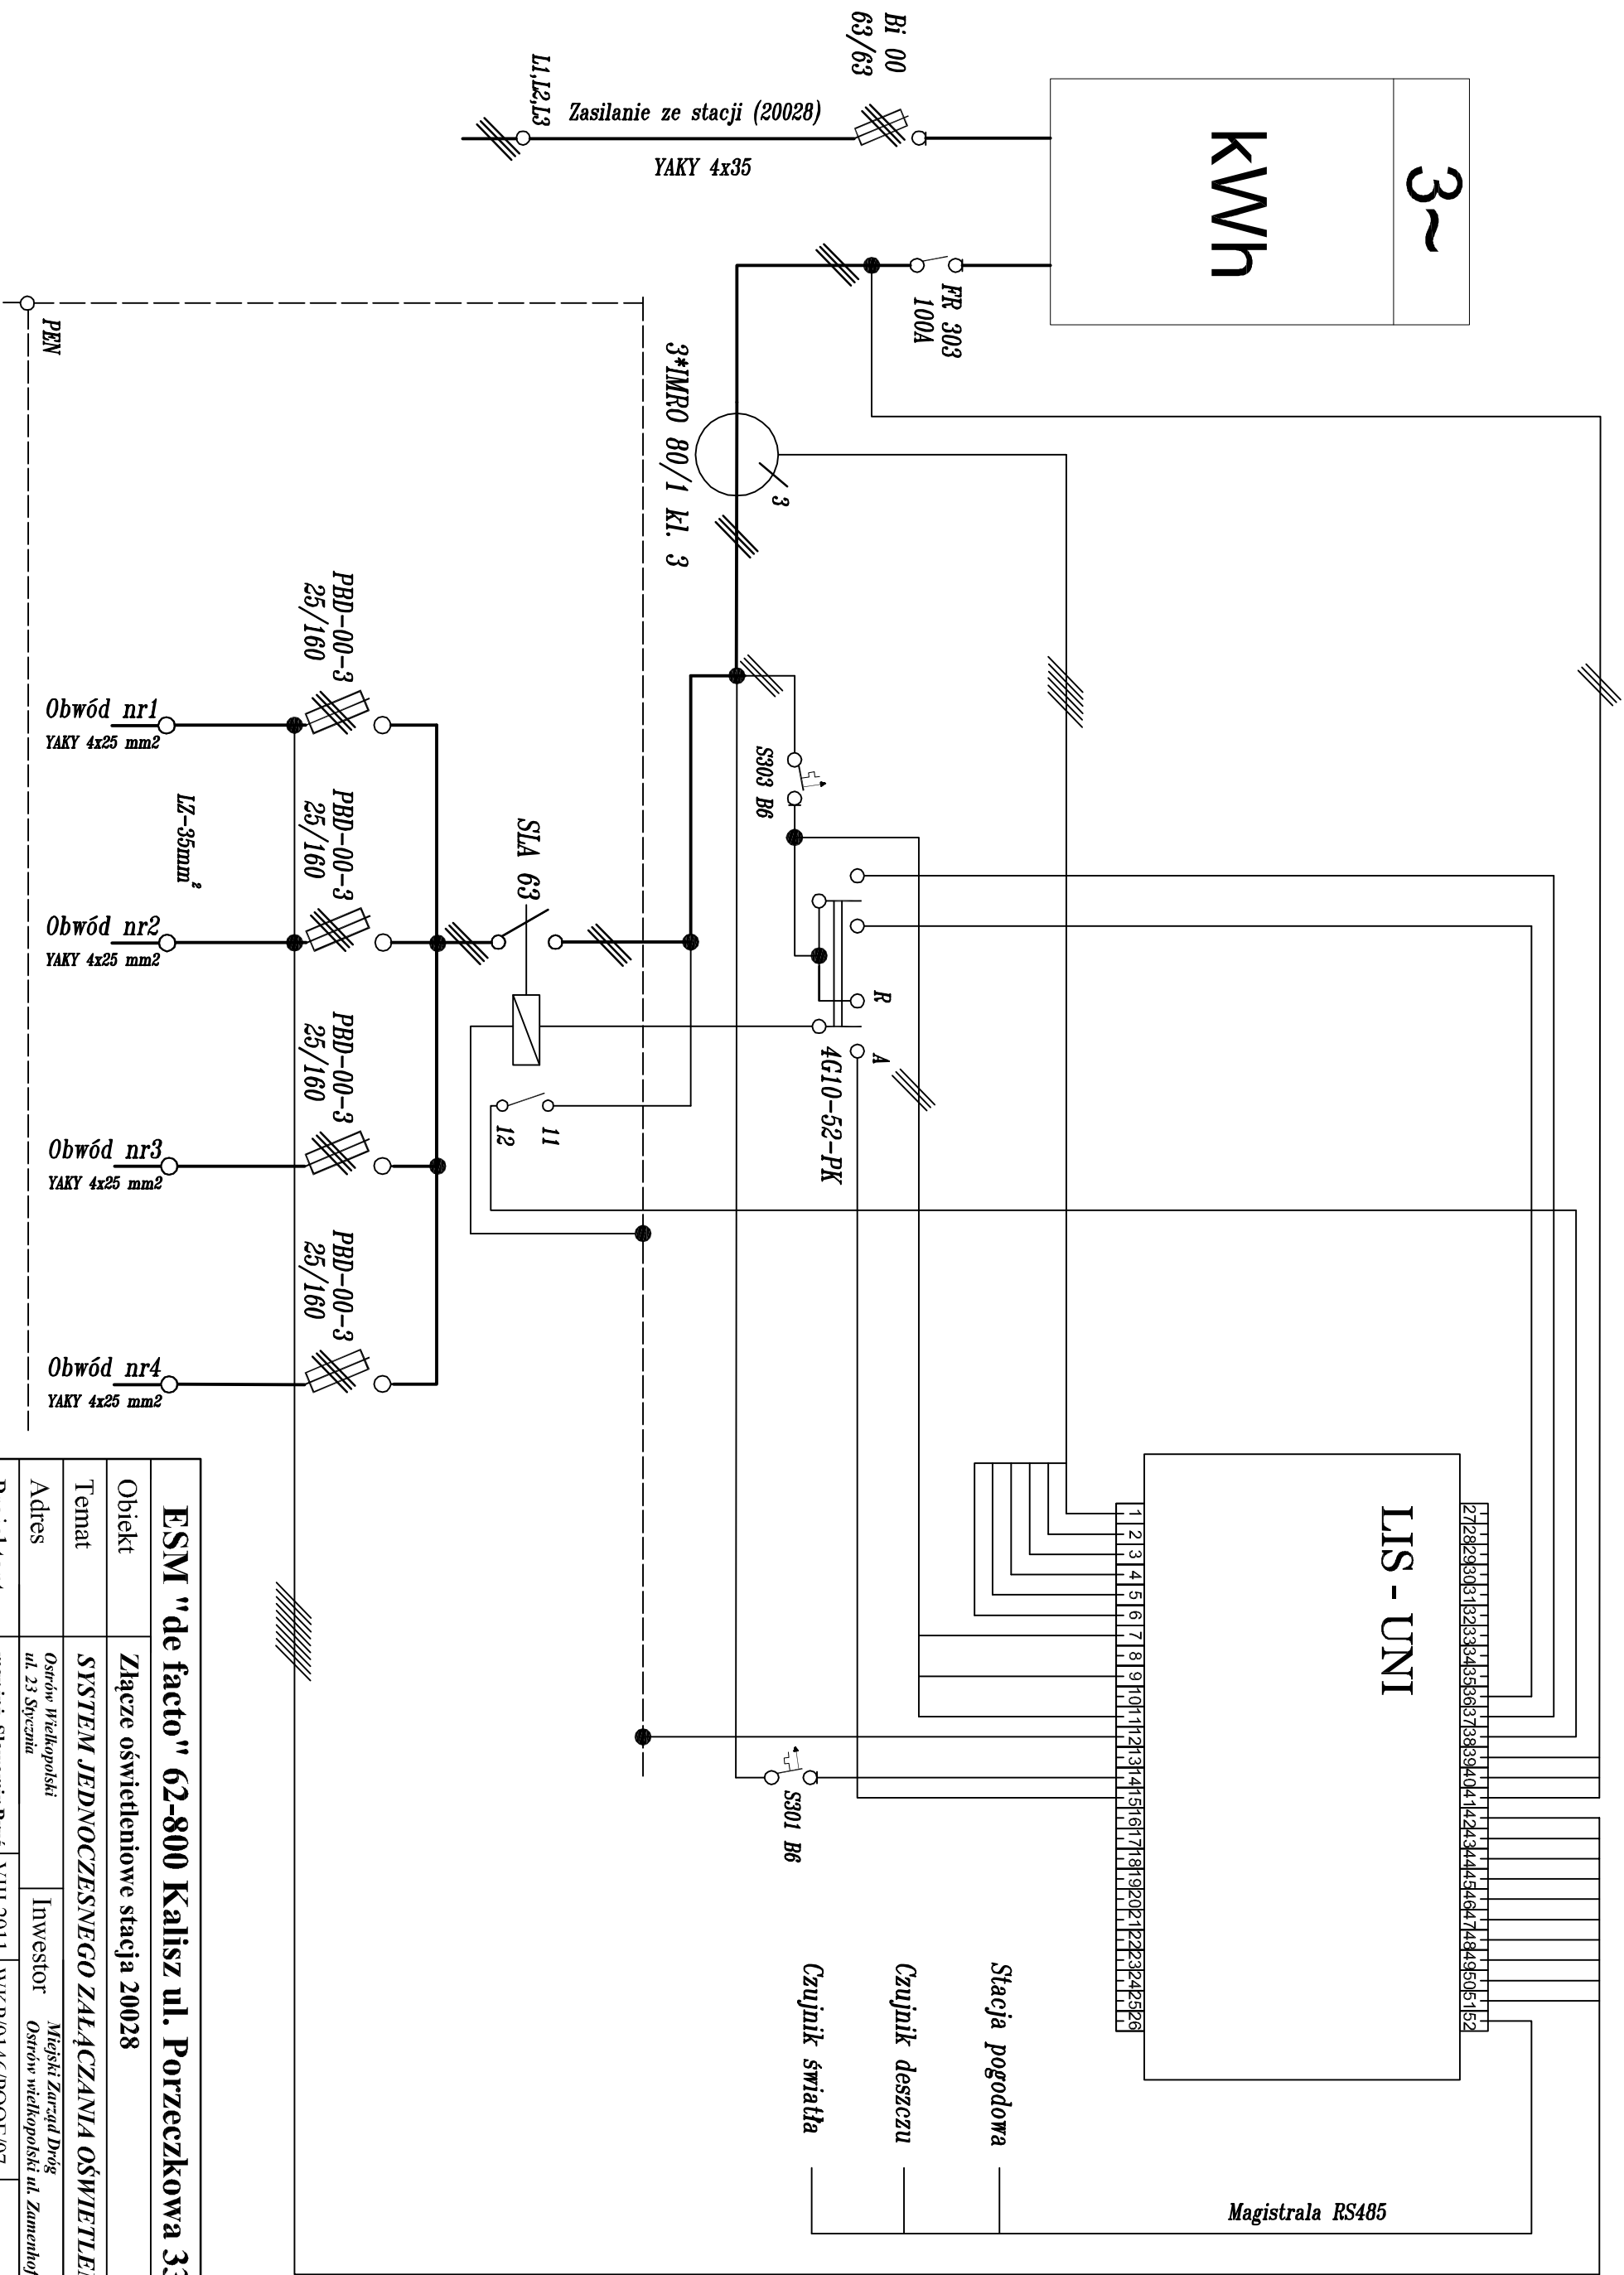 3~
kWh
Bi 00
63/63
L1,L2,L3
Zasilanie ze stacji (20028)
YAKY 4x35
FR 303
100A
3*IMRO 80/1 kl. 3
3
PEN
S303 B6
R
A
4G10-52-PK
SLA 63
11
12
PBD-00-3
25/160
PBD-00-3
25/160
PBD-00-3
25/160
PBD-00-3
25/160
Obwód nr1
YAKY 4x25 mm2
LZ-35mm²
Obwód nr2
YAKY 4x25 mm2
Obwód nr3
YAKY 4x25 mm2
Obwód nr4
YAKY 4x25 mm2
LIS - UNI
27 28 29 30 31 32 33 34 35 36 37 38 39 40 41 42 43 44 45 46 47 48 49 50 51 52
1 2 3 4 5 6 7 8 9 10 11 12 13 14 15 16 17 18 19 20 21 22 23 24 25 26
S301 B6
Stacja pogodowa
Czujnik deszczu
Czujnik światła
Magistrala RS485
ESM "de facto" 62-800 Kalisz ul. Porzeczkowa
Obiekt
Złącze oświetleniowe stacja 20028
Temat
SYSTEM JEDNOCZESNEGO ZAŁĄCZANIA
Adres
Ostrów Wielkopolski
ul. 23 Stycznia
Inwestor
Miejski Zarząd Dróg
Ostrów wielkopolski ul.